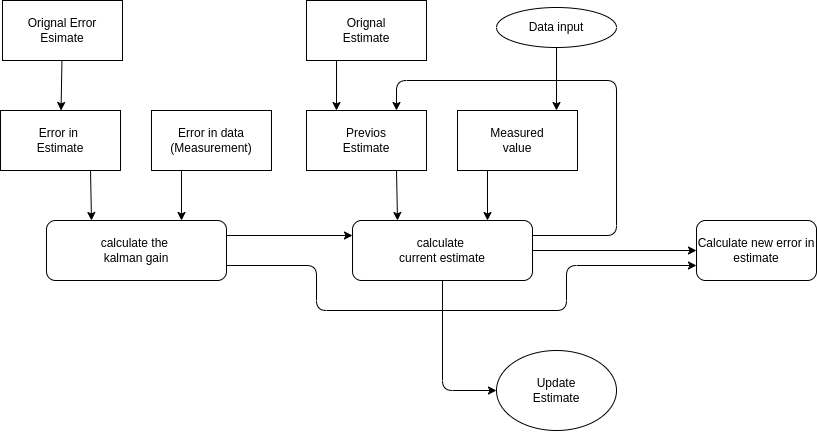 Orignal Error
Esimate
Orignal
Estimate
Data input
Error in
Estimate
Error in data
(Measurement)
Previos
Estimate
Measured
value
calculate the
kalman gain
calculate
current estimate
Calculate new error in
estimate
Update
Estimate